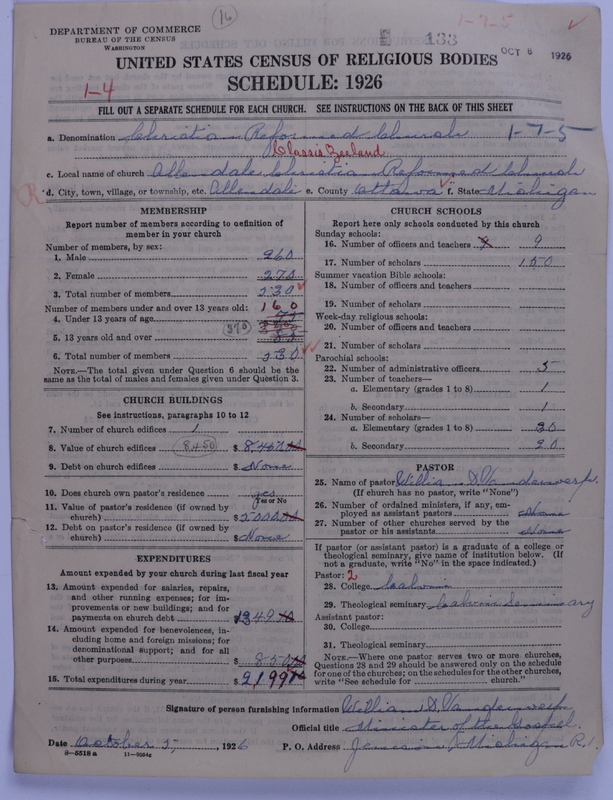 16
1-7-5
DEPARTMENT OF COMMERCE
BUREAU OF THE CENSUS
WASHINGTON
133
OCT 8 1926
UNITED STATES CENSUS OF RELIGIOUS BODIES
SCHEDULE: 1926
1-4
FILL OUT A SEPARATE SCHEDULE FOR EACH CHURCH. SEE INSTRUCTIONS ON THE BACK OF THIS SHEET
a. Denomination Christian Reformed Church 1-7-5
Classis Zeeland
c. Local name of church Allendale Christian Reformed Church
R d. City, town, village, or township, etc. Allendale e. County Ottawa f. State Michigan
MEMBERSHIP
Report number of members according to definition of member in your church
Number of members, by sex:
1. Male 260
2. Female 270
3. Total number of members 530
Number of members under and over 13 years old: 160
4. Under 13 years of age
370
5. 13 years old and over
6. Total number of members 530
NOTE.—The total given under Question 6 should be the same as the total of males and females given under Question 3.
CHURCH BUILDINGS
See instructions, paragraphs 10 to 12
7. Number of church edifices 1
8. Value of church edifices 8,450 $
9. Debt on church edifices $ None
10. Does church own pastor's residence yes
Yes or No
11. Value of pastor's residence (if owned by church) $
12. Debt on pastor's residence (if owned by church) $ None
EXPENDITURES
Amount expended by your church during last fiscal year
13. Amount expended for salaries, repairs, and other running expenses; for improvements or new buildings; and for payments on church debt 1349
14. Amount expended for benevolences, including home and foreign missions; for denominational support; and for all other purposes $ 850
15. Total expenditures during year $ 2199
CHURCH SCHOOLS
Report here only schools conducted by this church
Sunday schools:
16. Number of officers and teachers 9
17. Number of scholars 150
Summer vacation Bible schools:
18. Number of officers and teachers
19. Number of scholars
Week-day religious schools:
20. Number of officers and teachers
21. Number of scholars
Parochial schools:
22. Number of administrative officers 5
23. Number of teachers—
a. Elementary (grades 1 to 8) 1
b. Secondary 1
24. Number of scholars—
a. Elementary (grades 1 to 8) 30
b. Secondary 20
PASTOR
25. Name of pastor William D. Vanderwerp.
(If church has no pastor, write "None")
26. Number of ordained ministers, if any, employed as assistant pastors None
27. Number of other churches served by the pastor or his assistants None
If pastor (or assistant pastor) is a graduate of a college or theological seminary, give name of institution below. (If not a graduate, write "No" in the space indicated.)
Pastor: 2
28. College Calvin
29. Theological seminary Calvin Seminary
Assistant pastor:
30. College
31. Theological seminary
NOTE.—Where one pastor serves two or more churches, Questions 28 and 29 should be answered only on the schedule for one of the churches; on the schedules for the other churches, write "See schedule for church."
Signature of person furnishing information William D. Vanderwerp
Official title Minister of the Gospel.
Date October 5, , 1926 P. O. Address Jenison, Michigan R.1.
8-5518 a 11-9984g